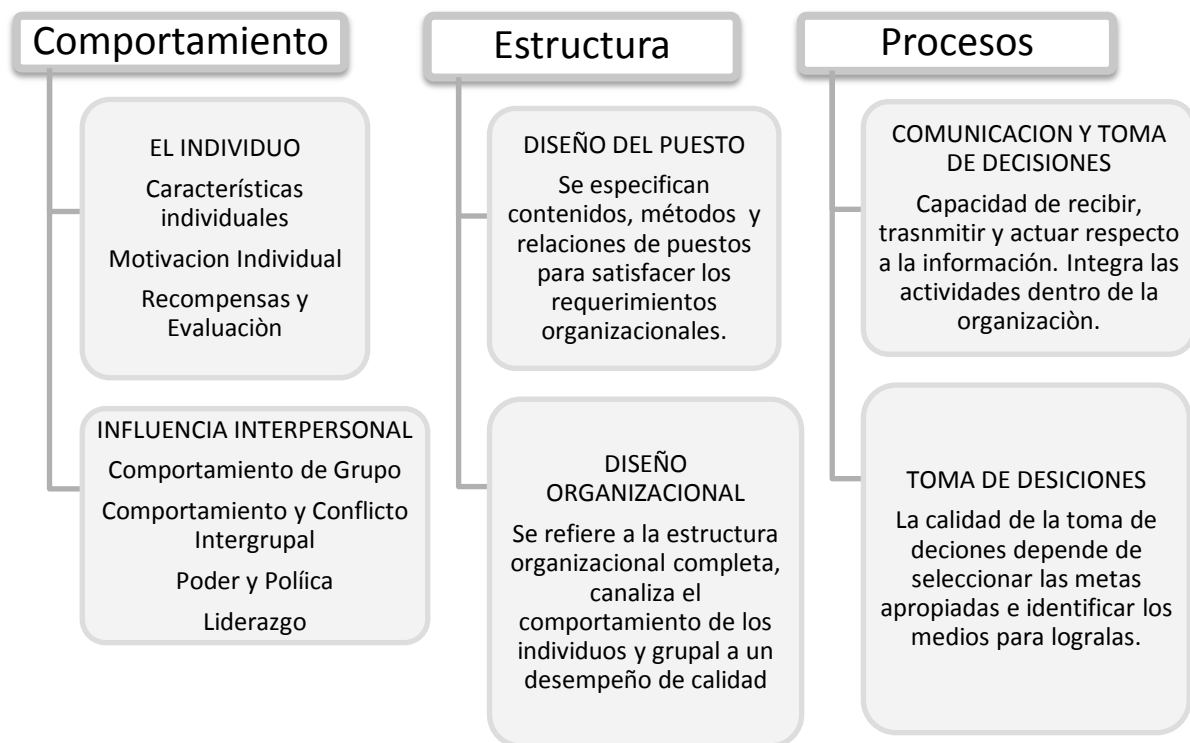 Comportamiento
EL INDIVIDUO
Característícas
individuales
Motivacion Individual
Recompensas y
Evaluaciòn
INFLUENCIA INTERPERSONAL
Comportamiento de Grupo
Comportamiento y Conflicto
Intergrupal
Poder y Políica
Liderazgo
Estructura
DISEÑO DEL PUESTO
Se especifican
contenidos, métodos y
relaciones de puestos
para satisfacer los
requerimientos
organizacionales.
DISEÑO
ORGANIZACIONAL
Se refiere a la estructura
organizacional completa,
canaliza el
comportamiento de los
individuos y grupal a un
desempeño de calidad
Procesos
COMUNICACION Y TOMA
DE DECISIONES
Capacidad de recibir,
trasnmitir y actuar respecto
a la información. Integra las
actividades dentro de la
organizaciòn.
TOMA DE DESICIONES
La calidad de la toma de
deciones depende de
seleccionar las metas
apropiadas e identificar los
medios para logralas.